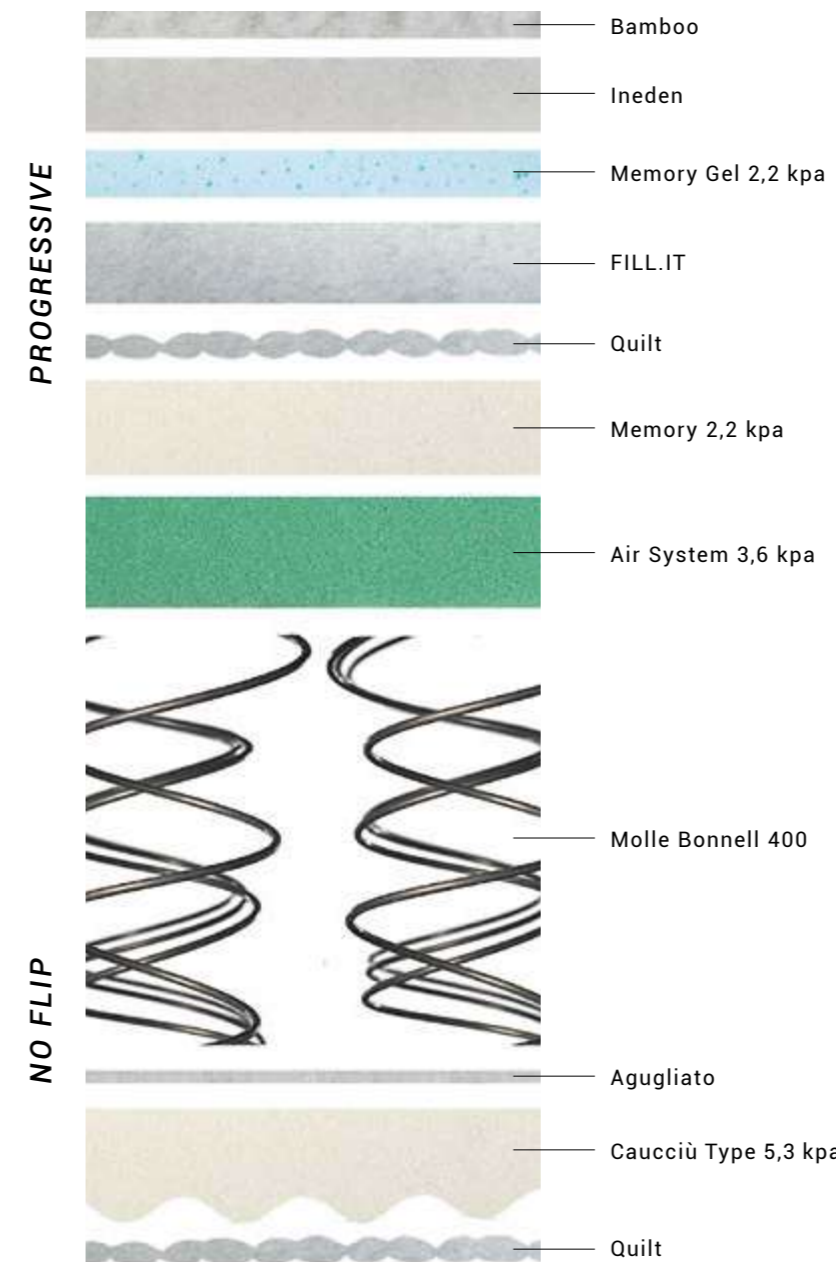 PROGRESSIVE
Bamboo
Ineden
Memory Gel 2,2 kpa
FILL.IT
Quilt
Memory 2,2 kpa
Air System 3,6 kpa
Molle Bonnell 400
NO FLIP
Agugliato
Caucciù Type 5,3 kpa
Quilt